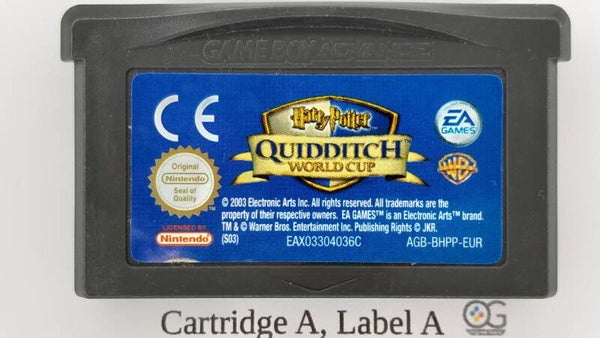 GAME BOY ADVANCE
CE
Harry Potter
QUIDDITCH
WORLD CUP
EA
GAMES™
WB
Original
Nintendo
Seal of
Quality
LICENSED BY
Nintendo
© 2003 Electronic Arts Inc. All rights reserved. All trademarks are the
property of their respective owners. EA GAMES™ is an Electronic Arts™ brand.
TM & © Warner Bros. Entertainment Inc. Publishing Rights © JKR.
(S03) EAX03304036C AGB-BHPP-EUR
Cartridge A, Label A
OG